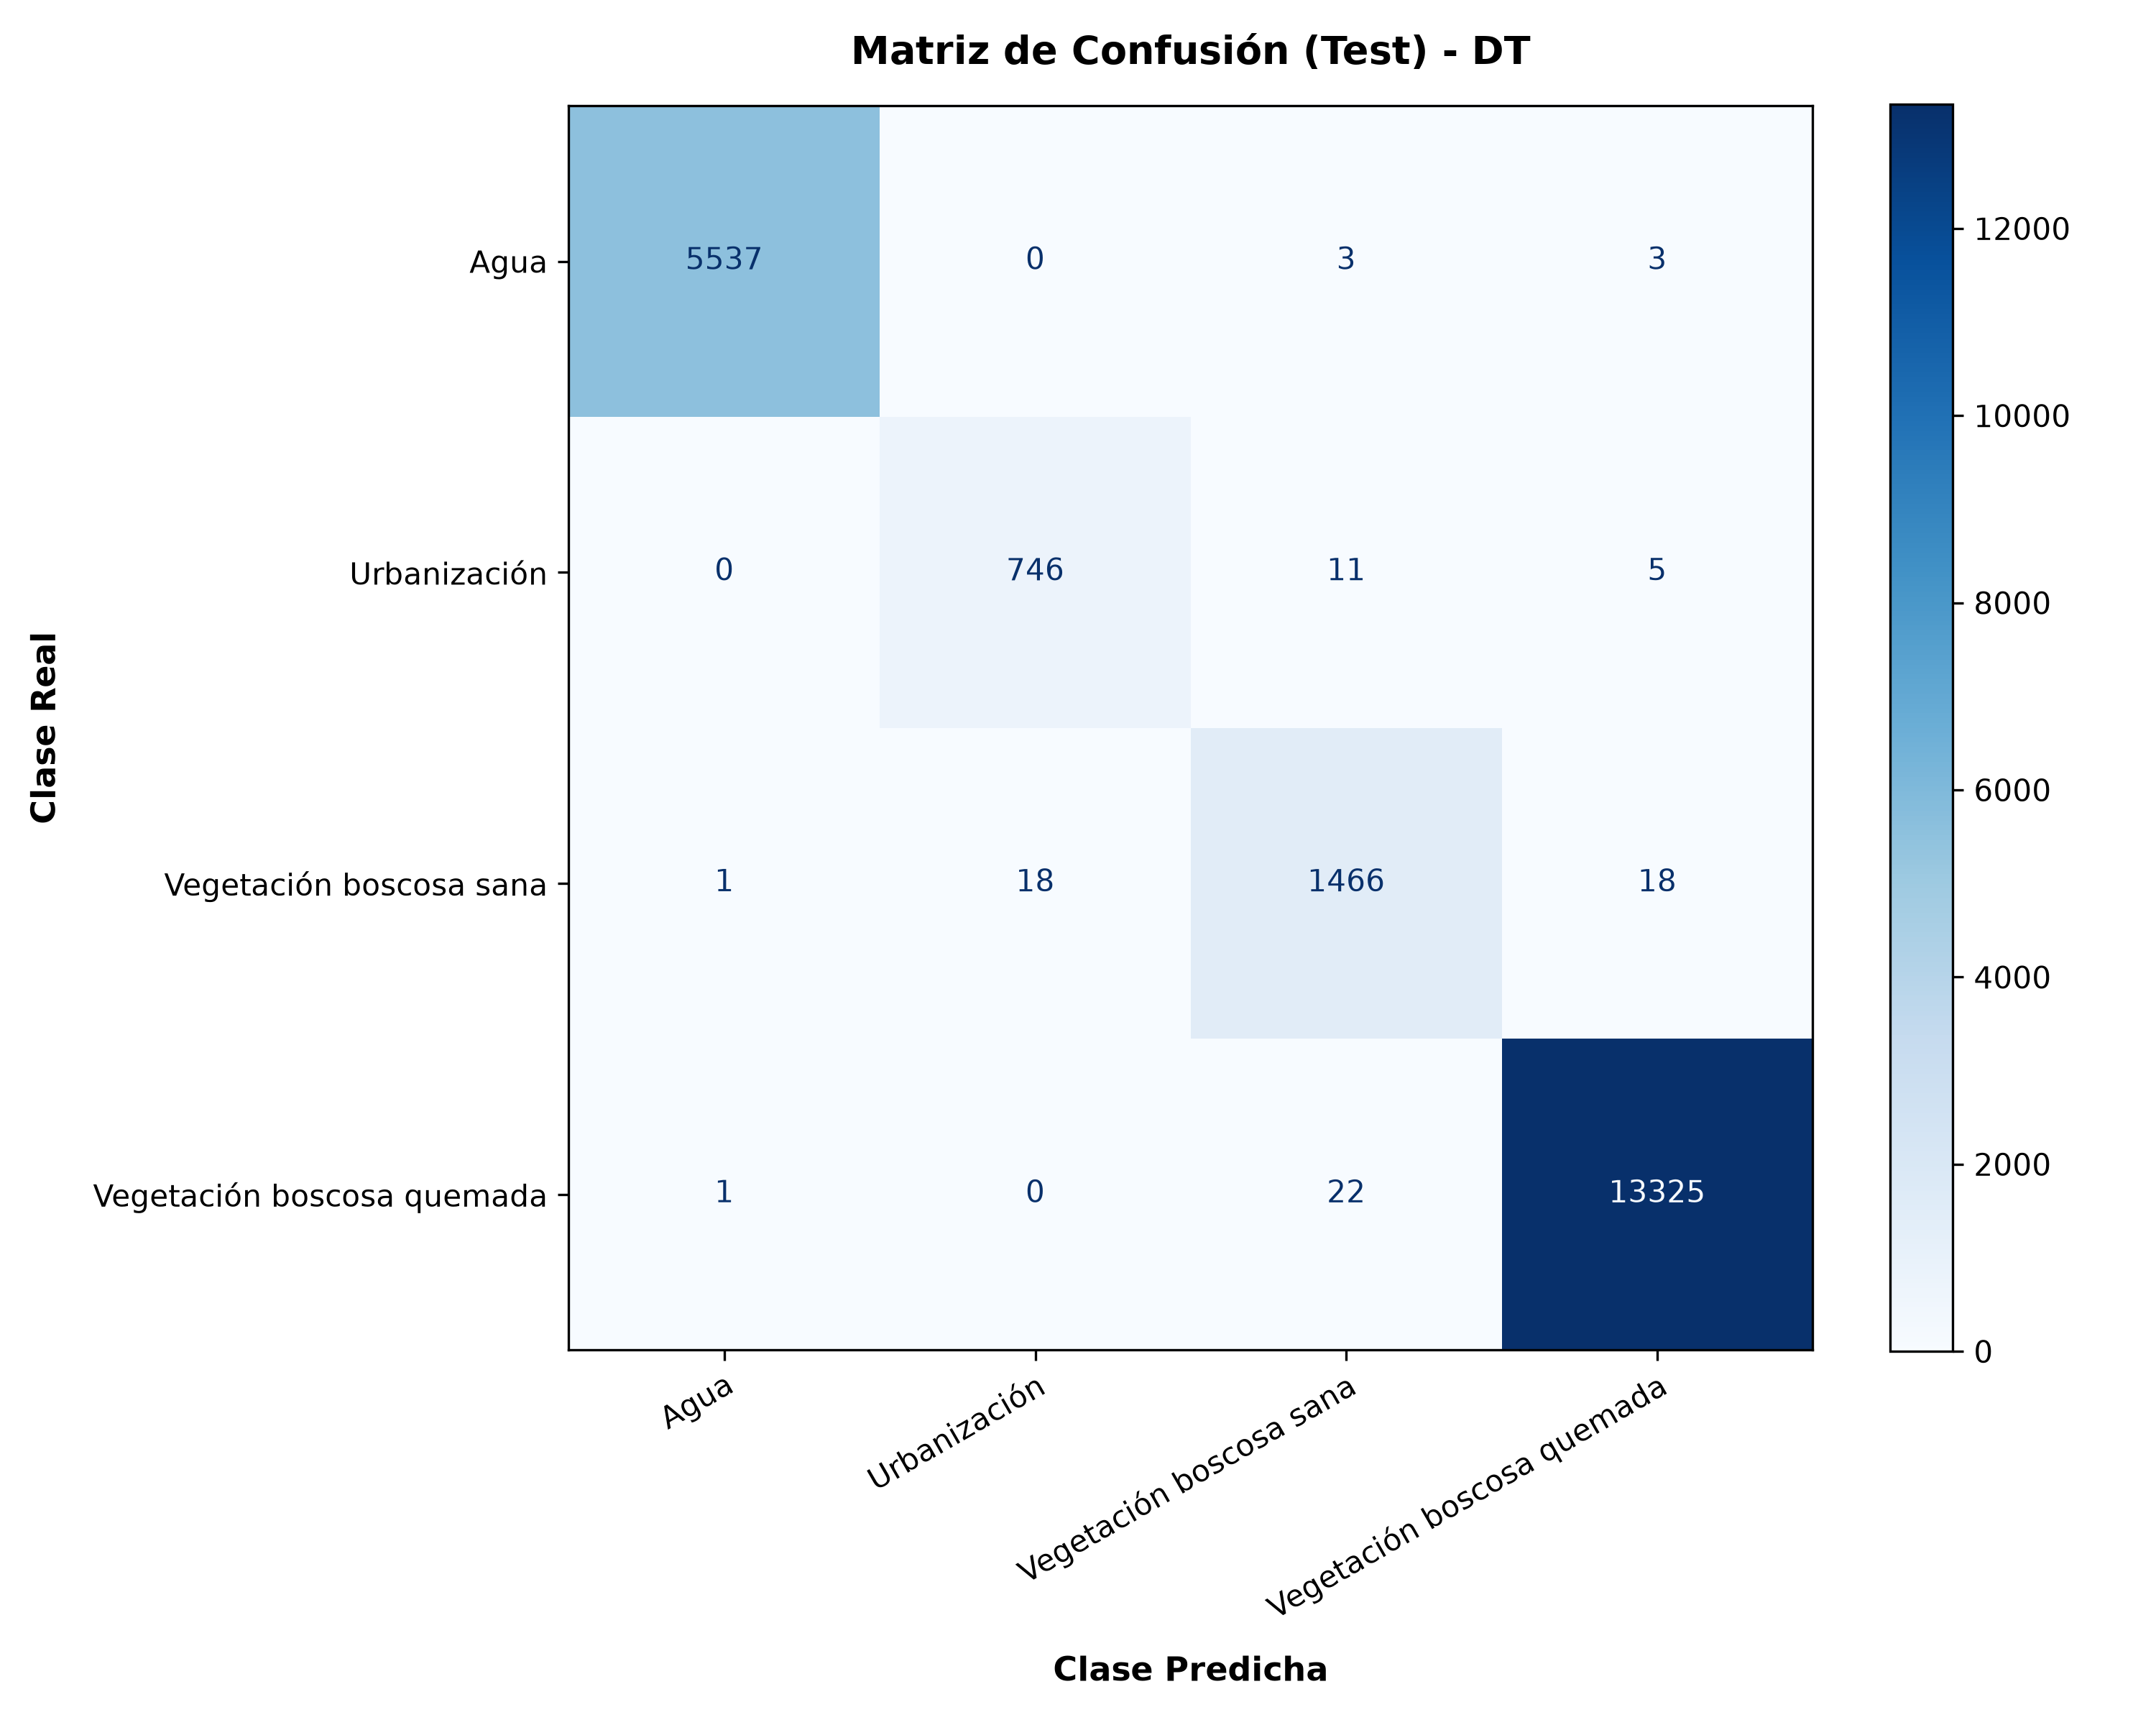 Matriz de Confusión (Test) - DT
Clase Real
Agua
5537
0
3
3
Urbanización
0
746
11
5
Vegetación boscosa sana
1
18
1466
18
Vegetación boscosa quemada
1
0
22
13325
Agua
Urbanización
Vegetación boscosa sana
Vegetación boscosa quemada
Clase Predicha
12000
10000
8000
6000
4000
2000
0